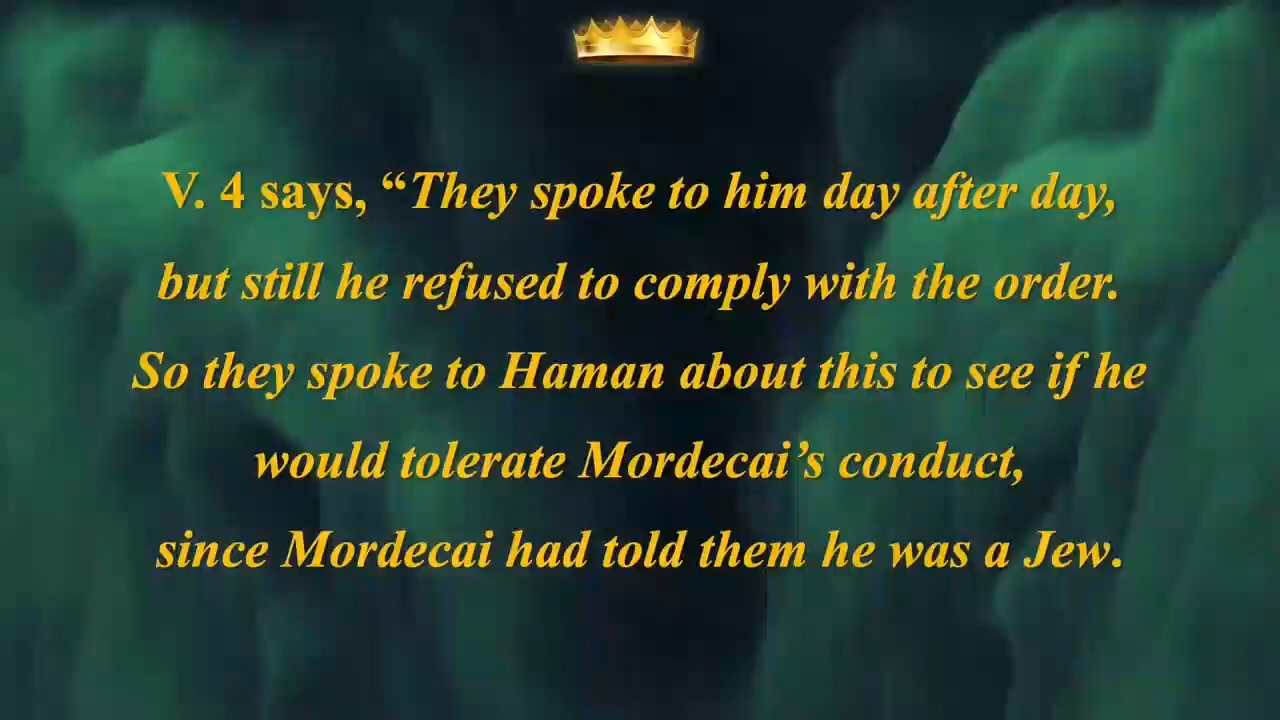 V. 4 says, “They spoke to him day after day,
but still he refused to comply with the order.
So they spoke to Haman about this to see if he
would tolerate Mordecai’s conduct,
since Mordecai had told them he was a Jew.